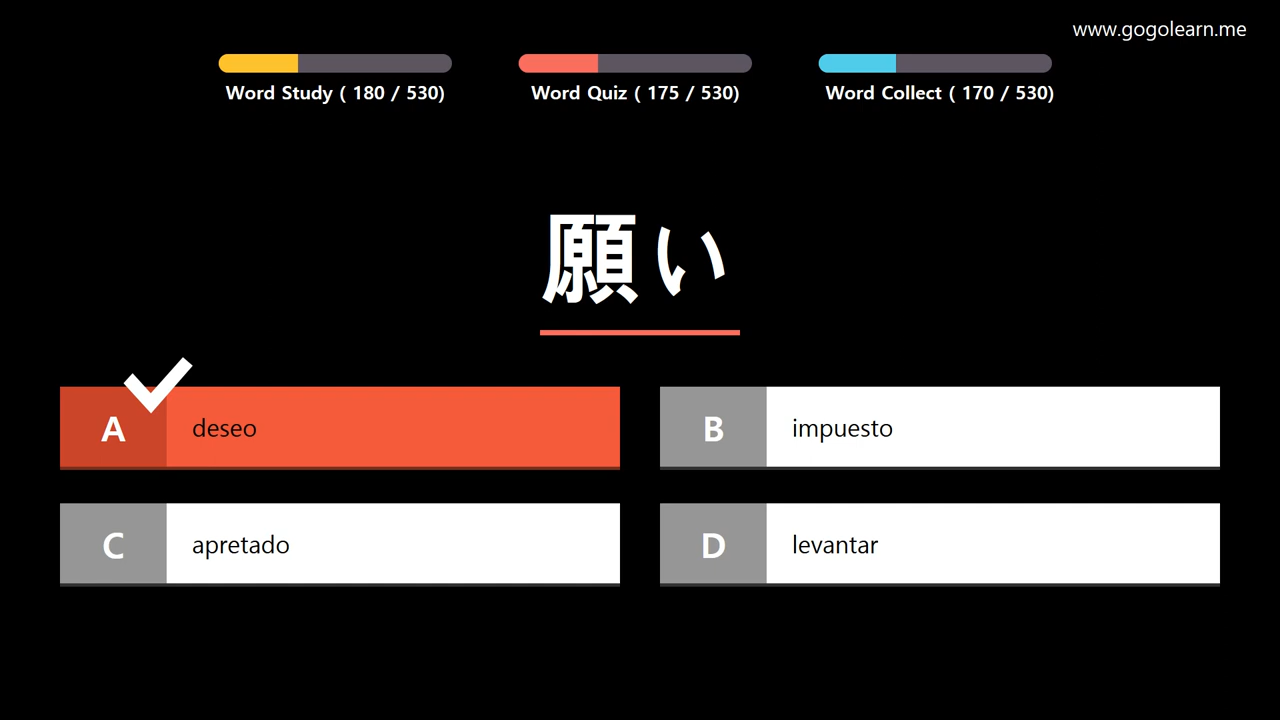 www.gogolearn.me
Word Study ( 180 / 530)
Word Quiz ( 175 / 530)
Word Collect ( 170 / 530)
願い
A deseo
B impuesto
C apretado
D levantar